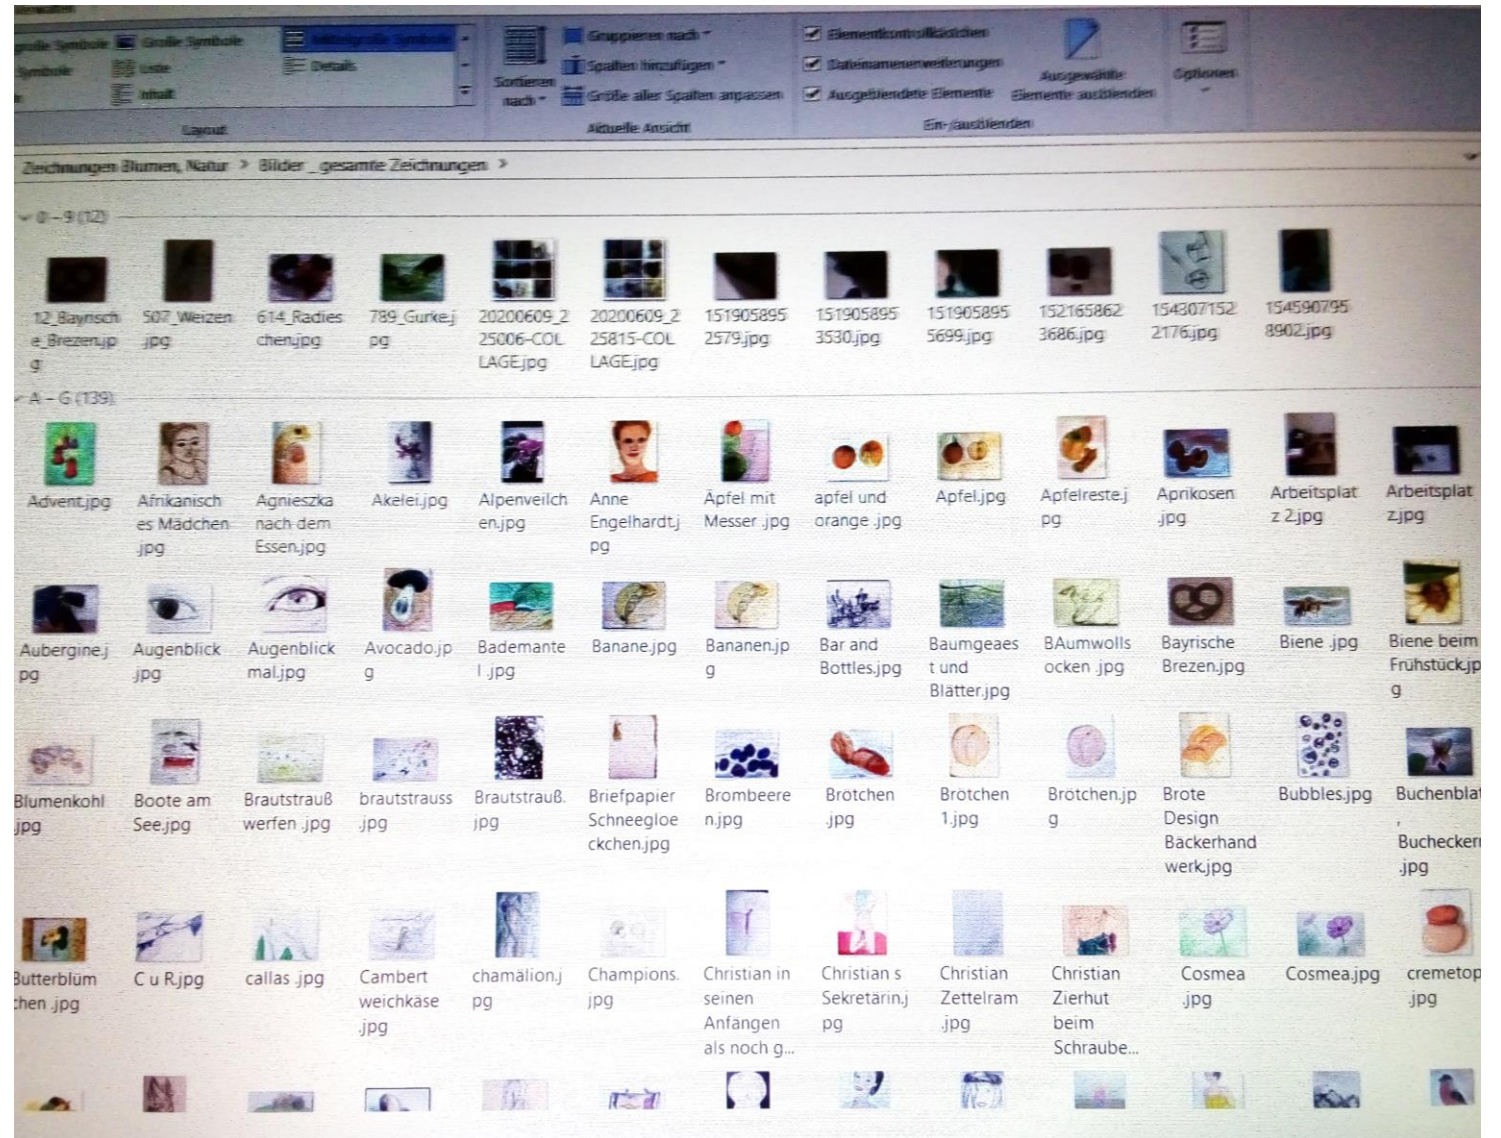 Verwalten
große Symbole Große Symbole Mittelgroße Symbole
Symbole Liste Details
Inhalt
Layout
Sortieren
nach
Gruppieren nach
Spalten hinzufügen
Größe aller Spalten anpassen
Aktuelle Ansicht
Elementkontrollkästchen
Dateinamenerweiterungen
Ausgeblendete Elemente
Ausgewählte
Elemente ausblenden
Ein-/ausblenden
Optionen
Zeichnungen Blumen, Natur > Bilder _ gesamte Zeichnungen >
0 – 9 (12)
12_Bayrisch 507_Weizen 614_Radies 789_Gurke.j 20200609_2 20200609_2 151905895 151905895 151905895 152165862 154307152 154590795
e_Brezen.jp .jpg chen.jpg pg 25006-COL 25815-COL 2579.jpg 3530.jpg 5699.jpg 3686.jpg 2176.jpg 8902.jpg
g LAGE.jpg LAGE.jpg
A – G (139)
Advent.jpg Afrikanisch Agnieszka Akelei.jpg Alpenveilch Anne Äpfel mit apfel und Apfel.jpg Apfelreste.j Aprikosen Arbeitsplat Arbeitsplat
es Mädchen nach dem en.jpg Engelhardt.j Messer .jpg orange .jpg pg .jpg z 2.jpg z.jpg
.jpg Essen.jpg pg
Aubergine.j Augenblick Augenblick Avocado.jp Bademante Banane.jpg Bananen.jp Bar and Baumgeaes BAumwolls Bayrische Biene .jpg Biene beim
pg .jpg mal.jpg g l .jpg g Bottles.jpg t und ocken .jpg Brezen.jpg Frühstück.jp
Blätter.jpg g
Blumenkohl Boote am Brautstrauß brautstrauss Brautstrauß. Briefpapier Brombeere Brötchen Brötchen Brötchen.jp Brote Bubbles.jpg Buchenblat
.jpg See.jpg werfen .jpg .jpg jpg Schneegloe n.jpg .jpg 1.jpg g Design ,
ckchen.jpg Bäckerhand Buchecker
werk.jpg .jpg
Butterblüm C u R.jpg callas .jpg Cambert chamälion.j Champions. Christian in Christian s Christian Christian Cosmea Cosmea.jpg cremetop
chen .jpg weichkäse pg jpg seinen Sekretärin.j Zettelram Zierhut .jpg .jpg
.jpg Anfängen pg .jpg beim
als noch g... Schraube...